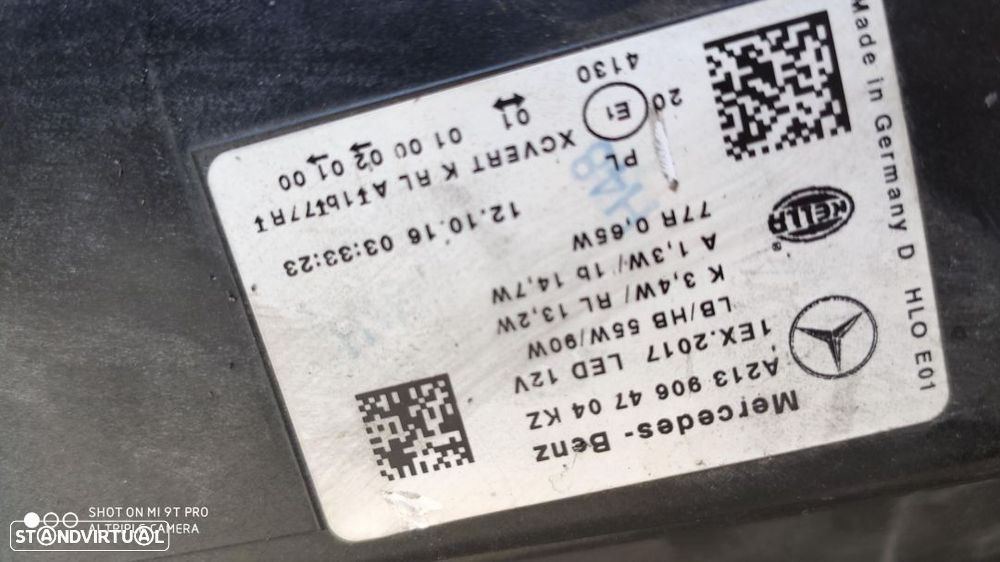 Mercedes-Benz
A213 906 47 04 KZ
1EX.2017 LED 12V
LB/HB 55W/90W
K 3,4W/ RL 13,2W
A 1,3W/ 1b 14,7W
77R 0,65W
12.10.16 03:33:23
PL XCVERT K RL A 11b 77R
20 E1 01 01 00 02 01 00
4130
HELLA
®
Made in Germany D HLO E01
H48
SHOT ON MI 9T PRO
AI TRIPLE CAMERA
STANDVIRTUAL